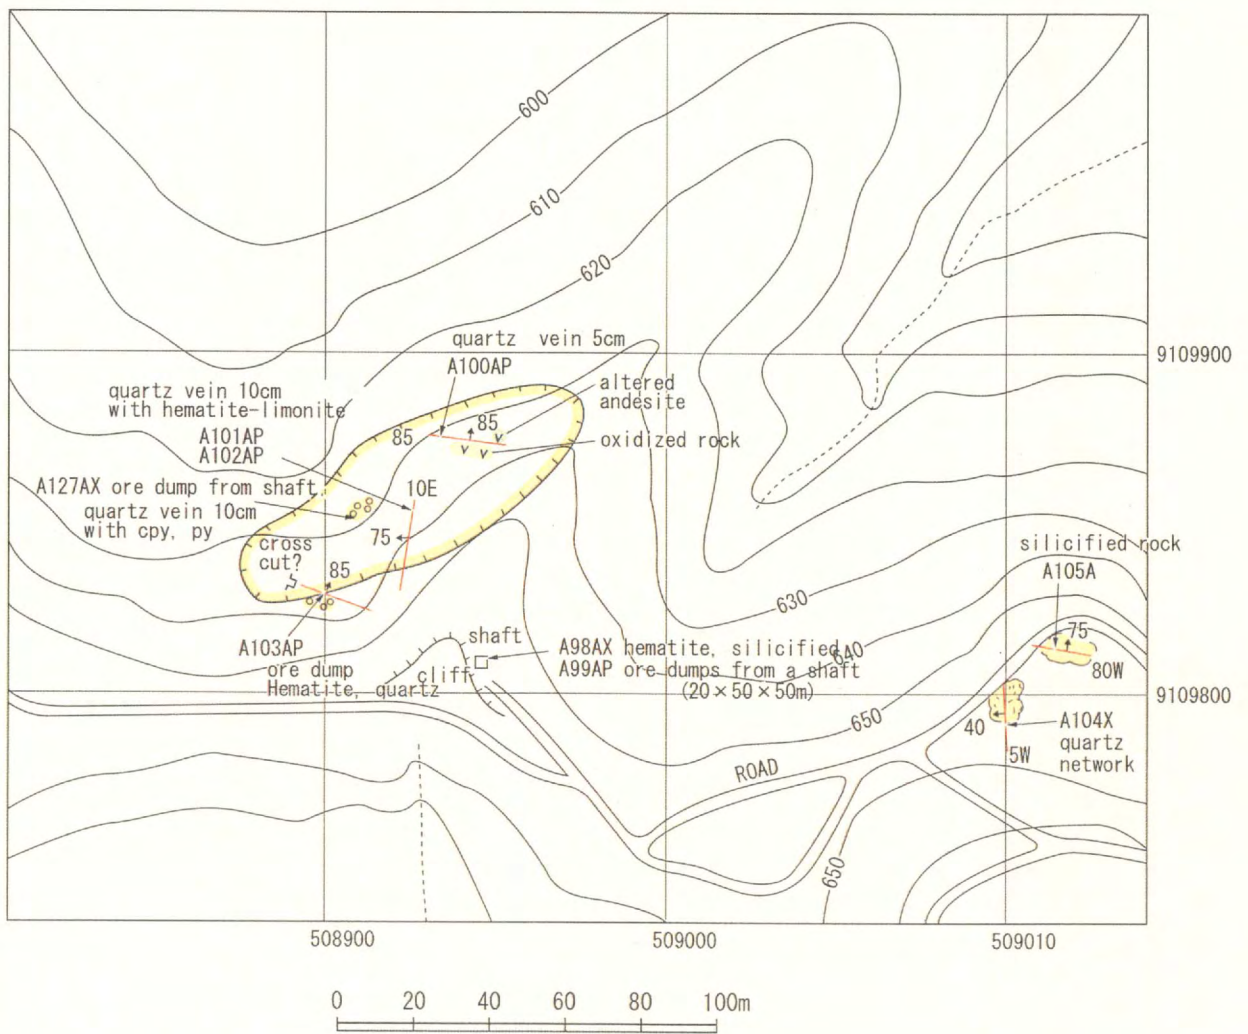 600
610
620
quartz vein 5cm
A100AP
9109900
altered
andesite
quartz vein 10cm
with hematite-limonite
A101AP
A102AP
85
85
oxidized rock
A127AX ore dump from shaft
10E
quartz vein 10cm
with cpy, py
75
cross
cut?
85
silicified rock
A105A
630
A103AP
ore dump
Hematite, quartz
shaft
cliff
A98AX hematite, silicified
A99AP ore dumps from a shaft
(20×50×50m)
640
75
80W
9109800
650
40
A104X
quartz
network
5W
ROAD
650
508900
509000
509010
0 20 40 60 80 100m